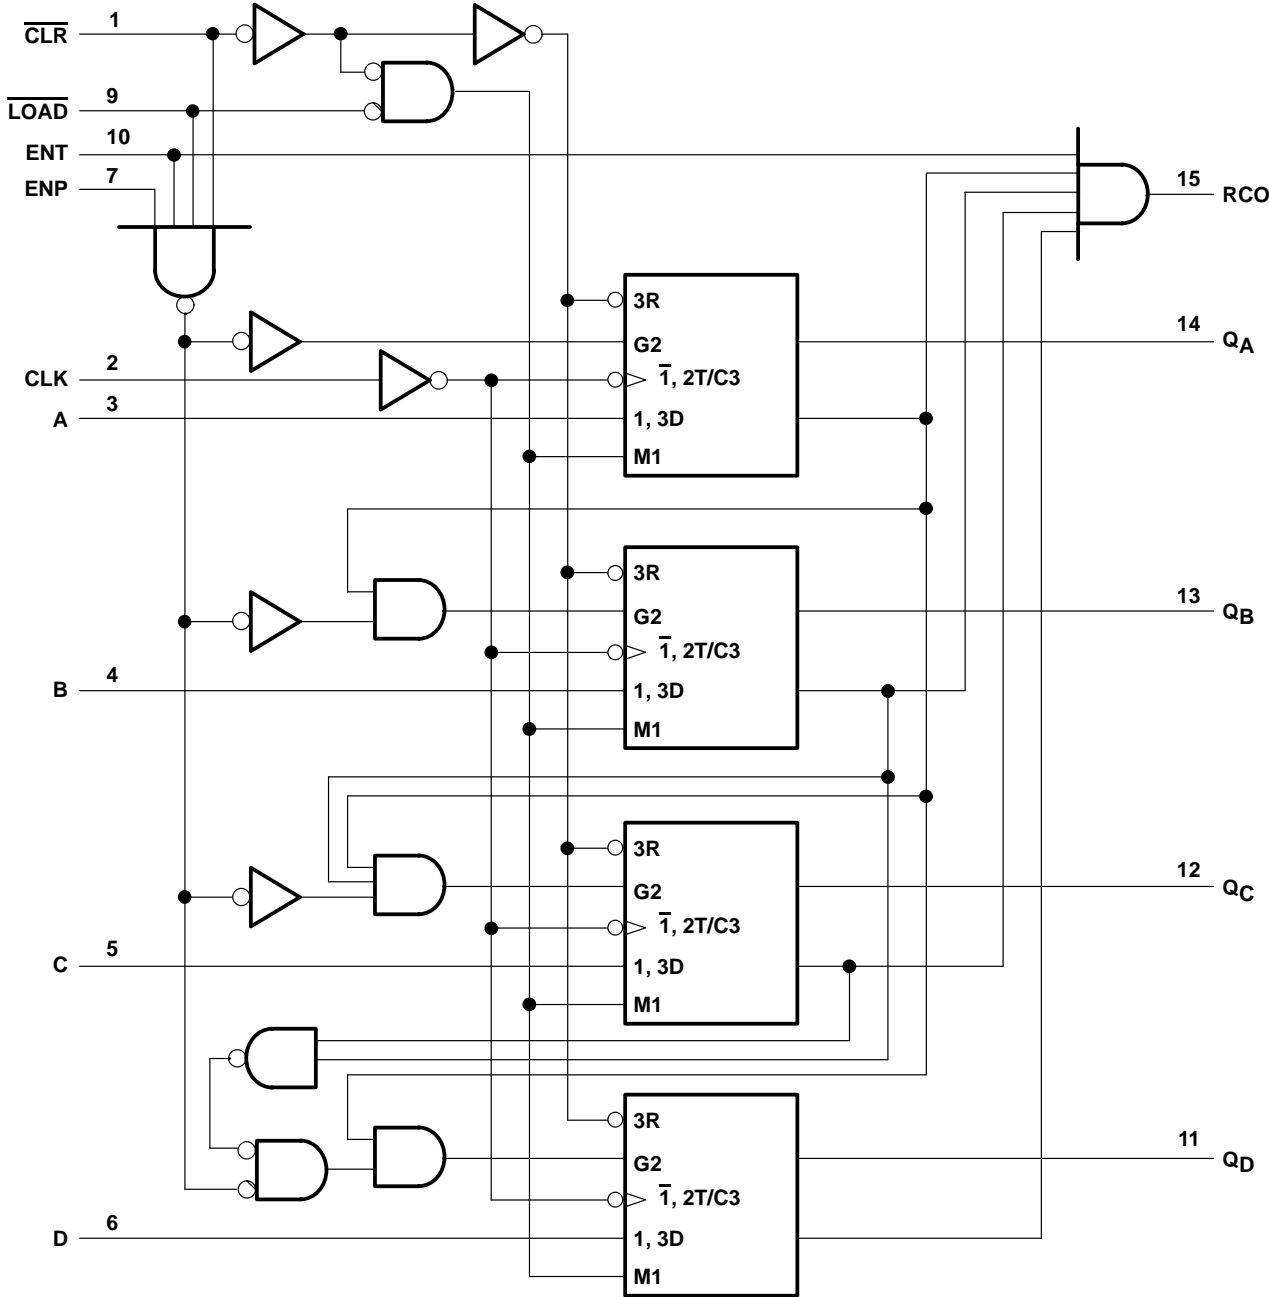 CLR 1
LOAD 9
ENT 10
ENP 7
15 RCO
3R
G2
14 QA
CLK 2
1, 2T/C3
A 3
1, 3D
M1
3R
G2
13 QB
1, 2T/C3
B 4
1, 3D
M1
3R
G2
12 QC
1, 2T/C3
C 5
1, 3D
M1
3R
G2
11 QD
1, 2T/C3
D 6
1, 3D
M1